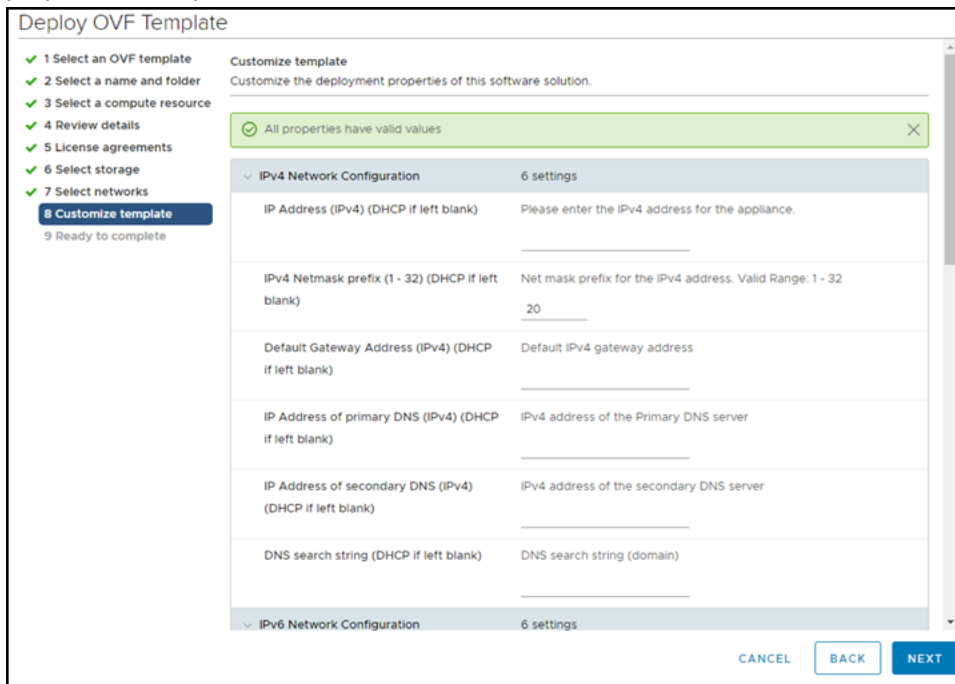 Deploy OVF Template
1 Select an OVF template
2 Select a name and folder
3 Select a compute resource
4 Review details
5 License agreements
6 Select storage
7 Select networks
8 Customize template
9 Ready to complete
Customize template
Customize the deployment properties of this software solution.
All properties have valid values
IPv4 Network Configuration 6 settings
IP Address (IPv4) (DHCP if left blank) Please enter the IPv4 address for the appliance.
IPv4 Netmask prefix (1 - 32) (DHCP if left Net mask prefix for the IPv4 address. Valid Range: 1 - 32
blank)
20
Default Gateway Address (IPv4) (DHCP Default IPv4 gateway address
if left blank)
IP Address of primary DNS (IPv4) (DHCP IPv4 address of the Primary DNS server
if left blank)
IP Address of secondary DNS (IPv4) IPv4 address of the secondary DNS server
(DHCP if left blank)
DNS search string (DHCP if left blank) DNS search string (domain)
IPv6 Network Configuration 6 settings
CANCEL BACK NEXT